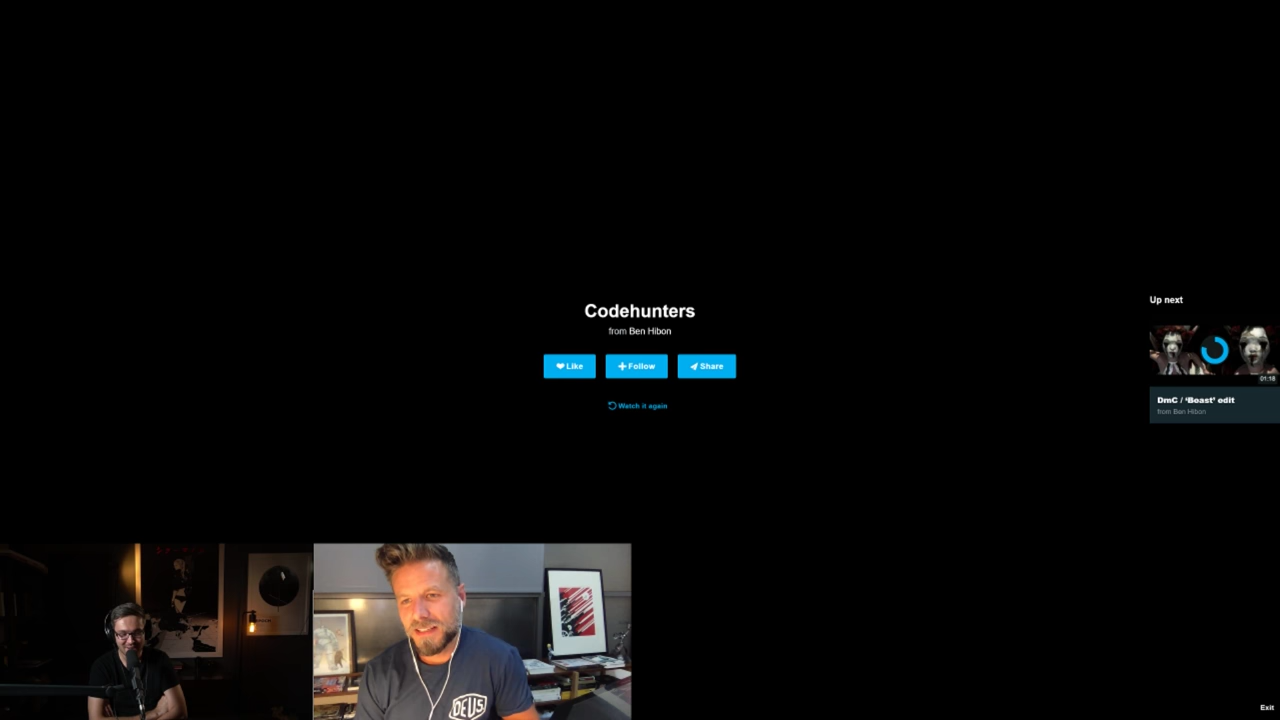 Codehunters
from Ben Hibon
Like
Follow
Share
Watch it again
Up next
01:18
DmC / 'Beast' edit
from Ben Hibon
DEUS
Exit